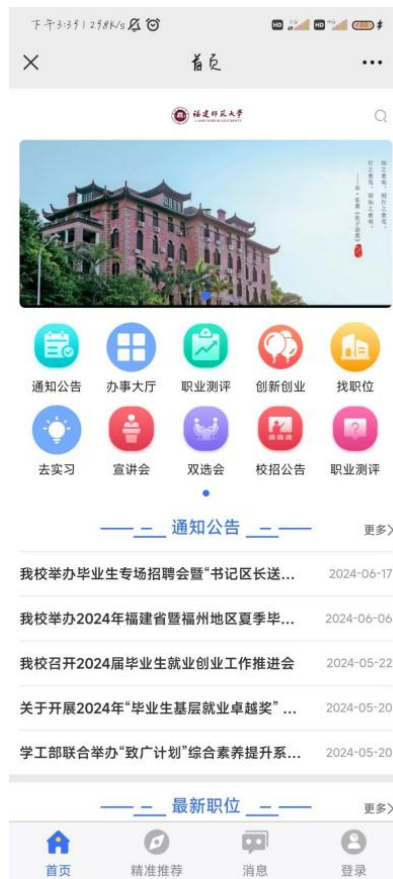 下午3:39|298K/s
首页
福建师范大学
通知公告 办事大厅 职业测评 创新创业 找职位
去实习 宣讲会 双选会 校招公告 职业测评
通知公告 更多>
我校举办毕业生专场招聘会暨“书记区长送... 2024-06-17
我校举办2024年福建省暨福州地区夏季毕... 2024-06-06
我校召开2024届毕业生就业创业工作推进会 2024-05-22
关于开展2024年“毕业生基层就业卓越奖” ... 2024-05-20
学工部联合举办“致广计划”综合素养提升系... 2024-05-20
最新职位 更多>
首页 精准推荐 消息 登录